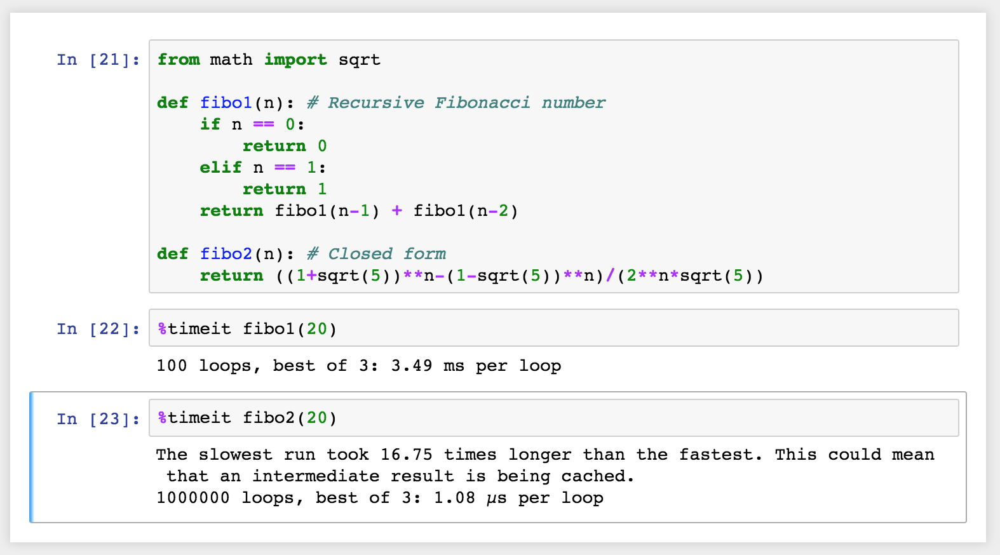 In [21]:
from math import sqrt
def fibo1(n): # Recursive Fibonacci number
    if n == 0:
        return 0
    elif n == 1:
        return 1
    return fibo1(n-1) + fibo1(n-2)
def fibo2(n): # Closed form
    return ((1+sqrt(5))**n-(1-sqrt(5))**n)/(2**n*sqrt(5))
In [22]:
%timeit fibo1(20)
100 loops, best of 3: 3.49 ms per loop
In [23]:
%timeit fibo2(20)
The slowest run took 16.75 times longer than the fastest. This could mean
 that an intermediate result is being cached.
1000000 loops, best of 3: 1.08 µs per loop